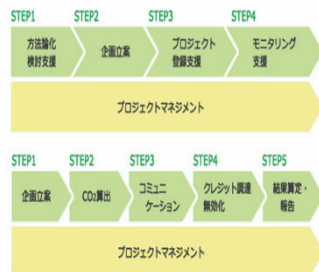 STEP1 STEP2 STEP3 STEP4
方法論化
検討支援
企画立案
プロジェクト
登録支援
モニタリング
支援
プロジェクトマネジメント
STEP1 STEP2 STEP3 STEP4 STEP5
企画立案
CO₂算出
コミュニ
ケーション
クレジット調達
無効化
結果算定・
報告
プロジェクトマネジメント